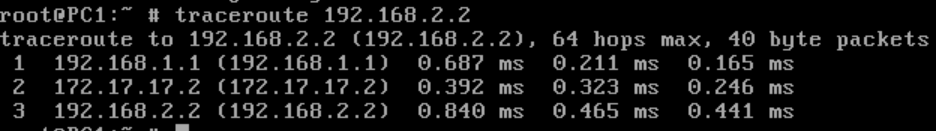 root@PC1:~ # traceroute 192.168.2.2
traceroute to 192.168.2.2 (192.168.2.2), 64 hops max, 40 byte packets
1 192.168.1.1 (192.168.1.1) 0.687 ms 0.211 ms 0.165 ms
2 172.17.17.2 (172.17.17.2) 0.392 ms 0.323 ms 0.246 ms
3 192.168.2.2 (192.168.2.2) 0.840 ms 0.465 ms 0.441 ms